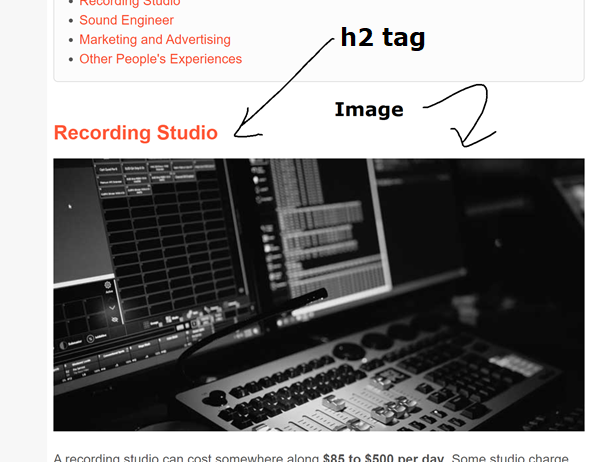 Recording Studio
Sound Engineer
Marketing and Advertising
Other People's Experiences
h2 tag
Image
Recording Studio
A recording studio can cost somewhere along $85 to $500 per day. Some studio charge